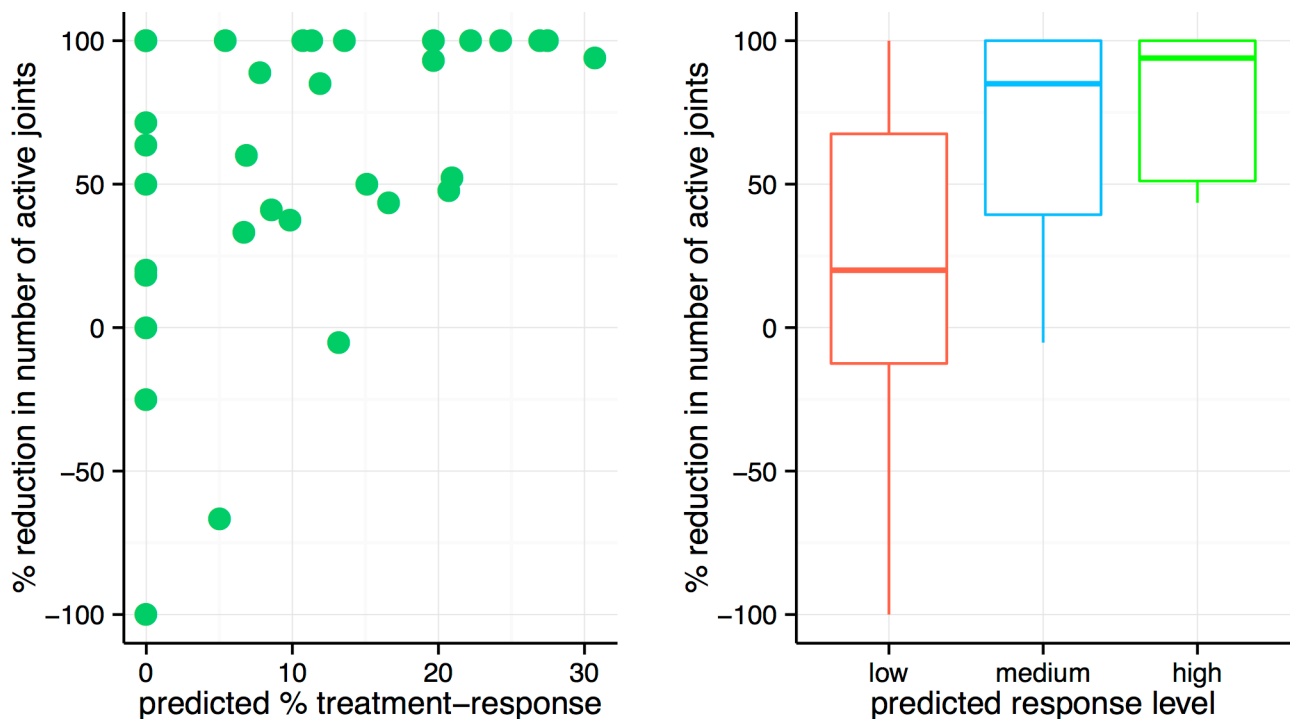 % reduction in number of active joints
100
50
0
−50
−100
0 10 20 30
predicted % treatment−response
% reduction in number of active joints
100
50
0
−50
−100
low medium high
predicted response level